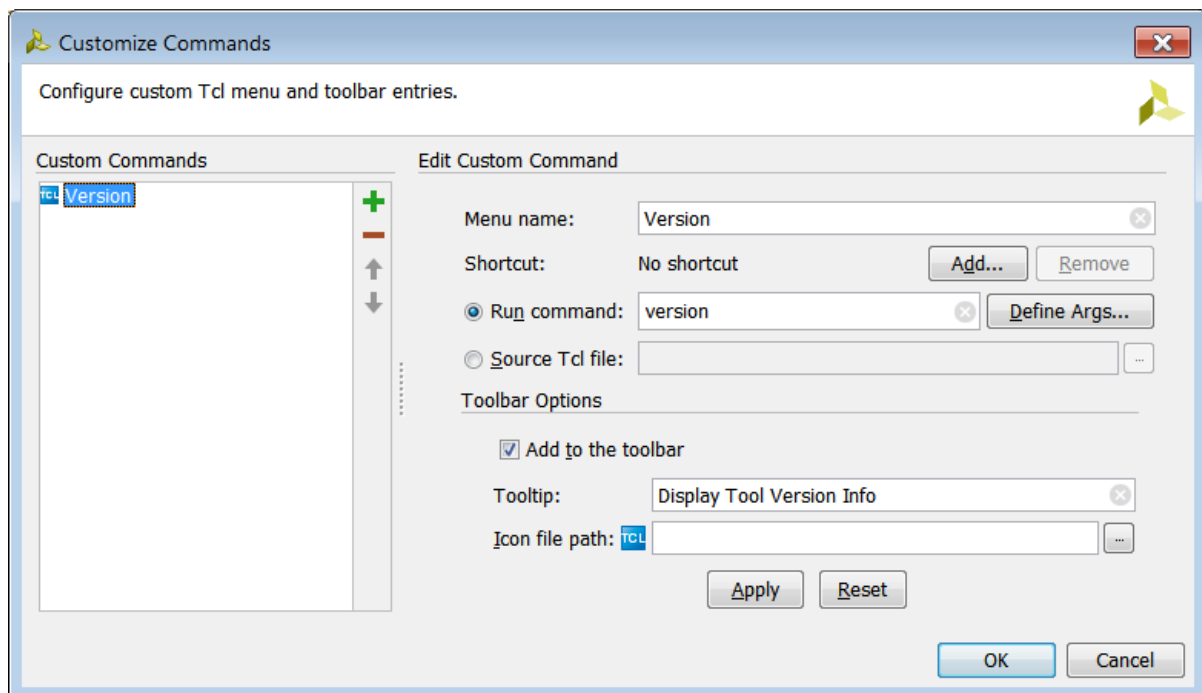 Customize Commands
Configure custom Tcl menu and toolbar entries.
Custom Commands
TCL Version
Edit Custom Command
Menu name: Version
Shortcut: No shortcut Add... Remove
Run command: version Define Args...
Source Tcl file: ...
Toolbar Options
Add to the toolbar
Tooltip: Display Tool Version Info
Icon file path: TCL ...
Apply Reset
OK Cancel